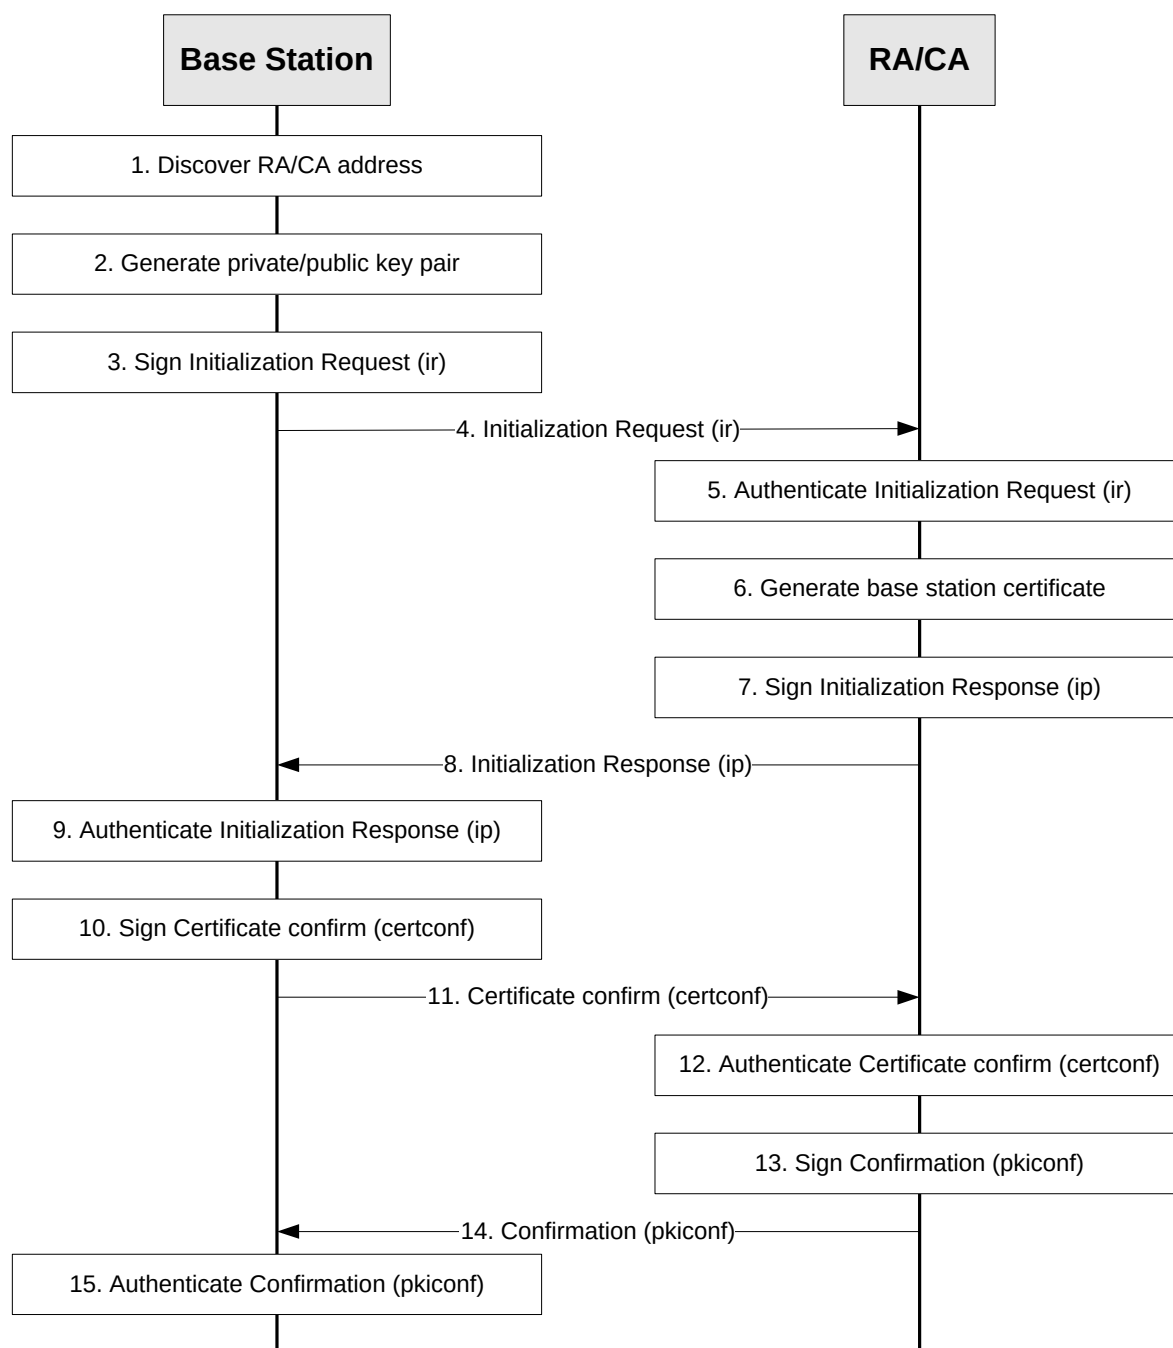 Base Station
RA/CA
1. Discover RA/CA address
2. Generate private/public key pair
3. Sign Initialization Request (ir)
4. Initialization Request (ir)
5. Authenticate Initialization Request (ir)
6. Generate base station certificate
7. Sign Initialization Response (ip)
8. Initialization Response (ip)
9. Authenticate Initialization Response (ip)
10. Sign Certificate confirm (certconf)
11. Certificate confirm (certconf)
12. Authenticate Certificate confirm (certconf)
13. Sign Confirmation (pkiconf)
14. Confirmation (pkiconf)
15. Authenticate Confirmation (pkiconf)